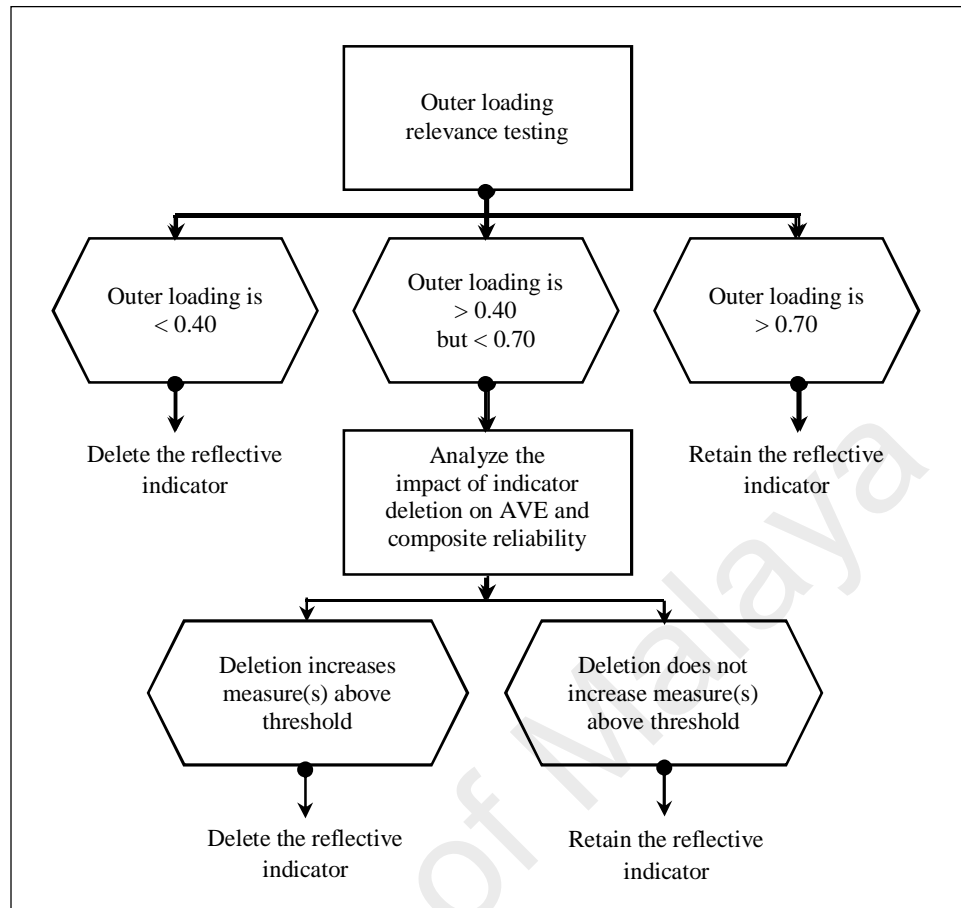 Outer loading
relevance testing
Outer loading is
< 0.40
Outer loading is
> 0.40
but < 0.70
Outer loading is
> 0.70
Delete the reflective
indicator
Analyze the
impact of indicator
deletion on AVE and
composite reliability
Retain the reflective
indicator
Deletion increases
measure(s) above
threshold
Deletion does not
increase measure(s)
above threshold
Delete the reflective
indicator
Retain the reflective
indicator
of Malaya